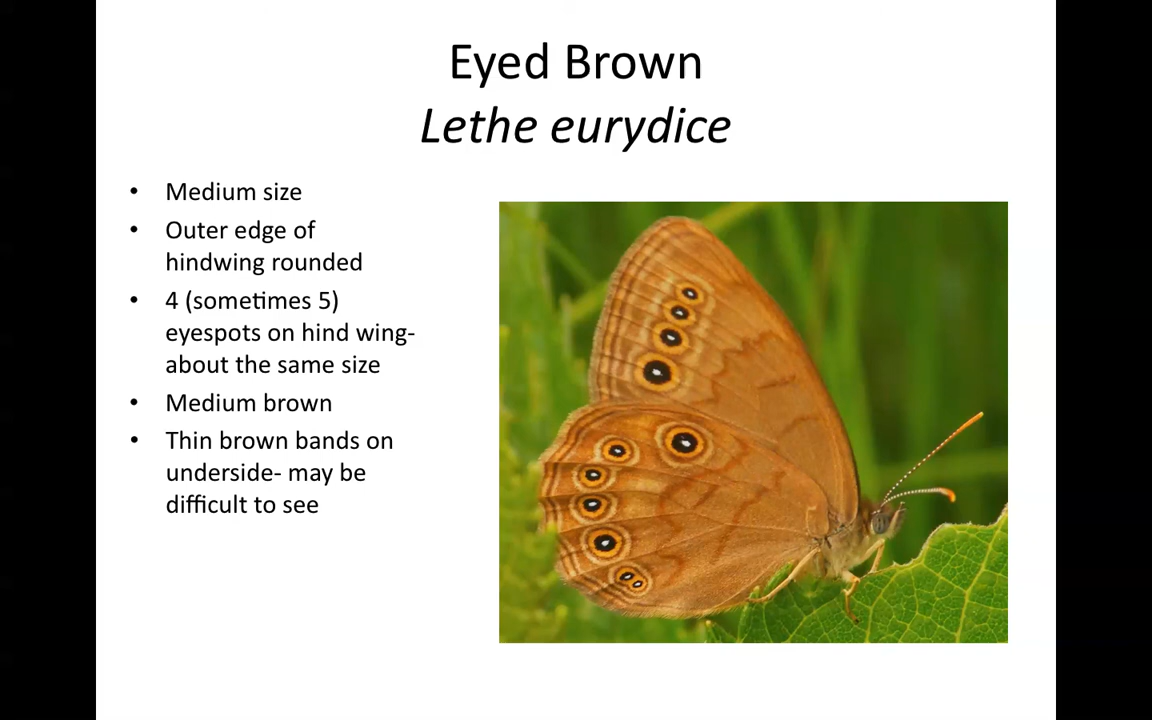 Eyed Brown
Lethe eurydice
• Medium size
• Outer edge of
hindwing rounded
• 4 (sometimes 5)
eyespots on hind wing-
about the same size
• Medium brown
• Thin brown bands on
underside- may be
difficult to see